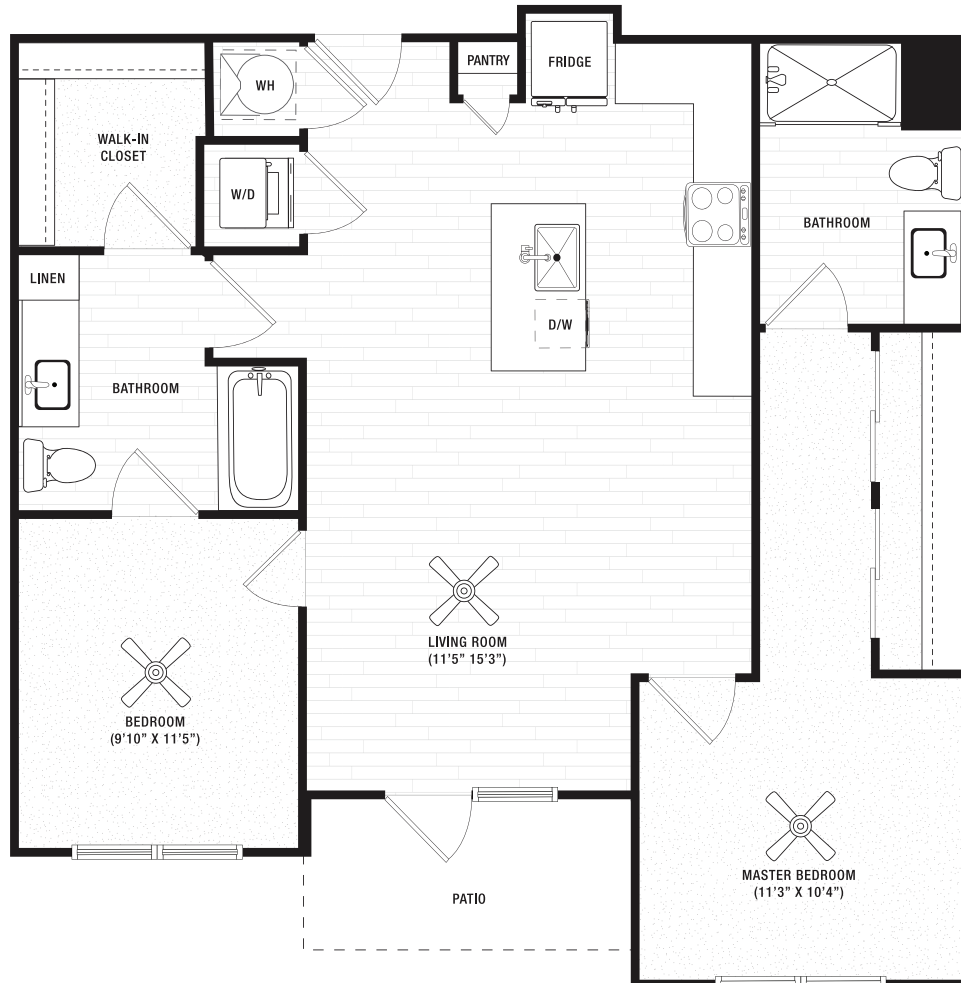 PANTRY
FRIDGE
WH
WALK-IN
CLOSET
W/D
BATHROOM
LINEN
D/W
BATHROOM
LIVING ROOM
(11’5” 15’3”)
BEDROOM
(9’10” X 11’5”)
MASTER BEDROOM
(11’3” X 10’4”)
PATIO